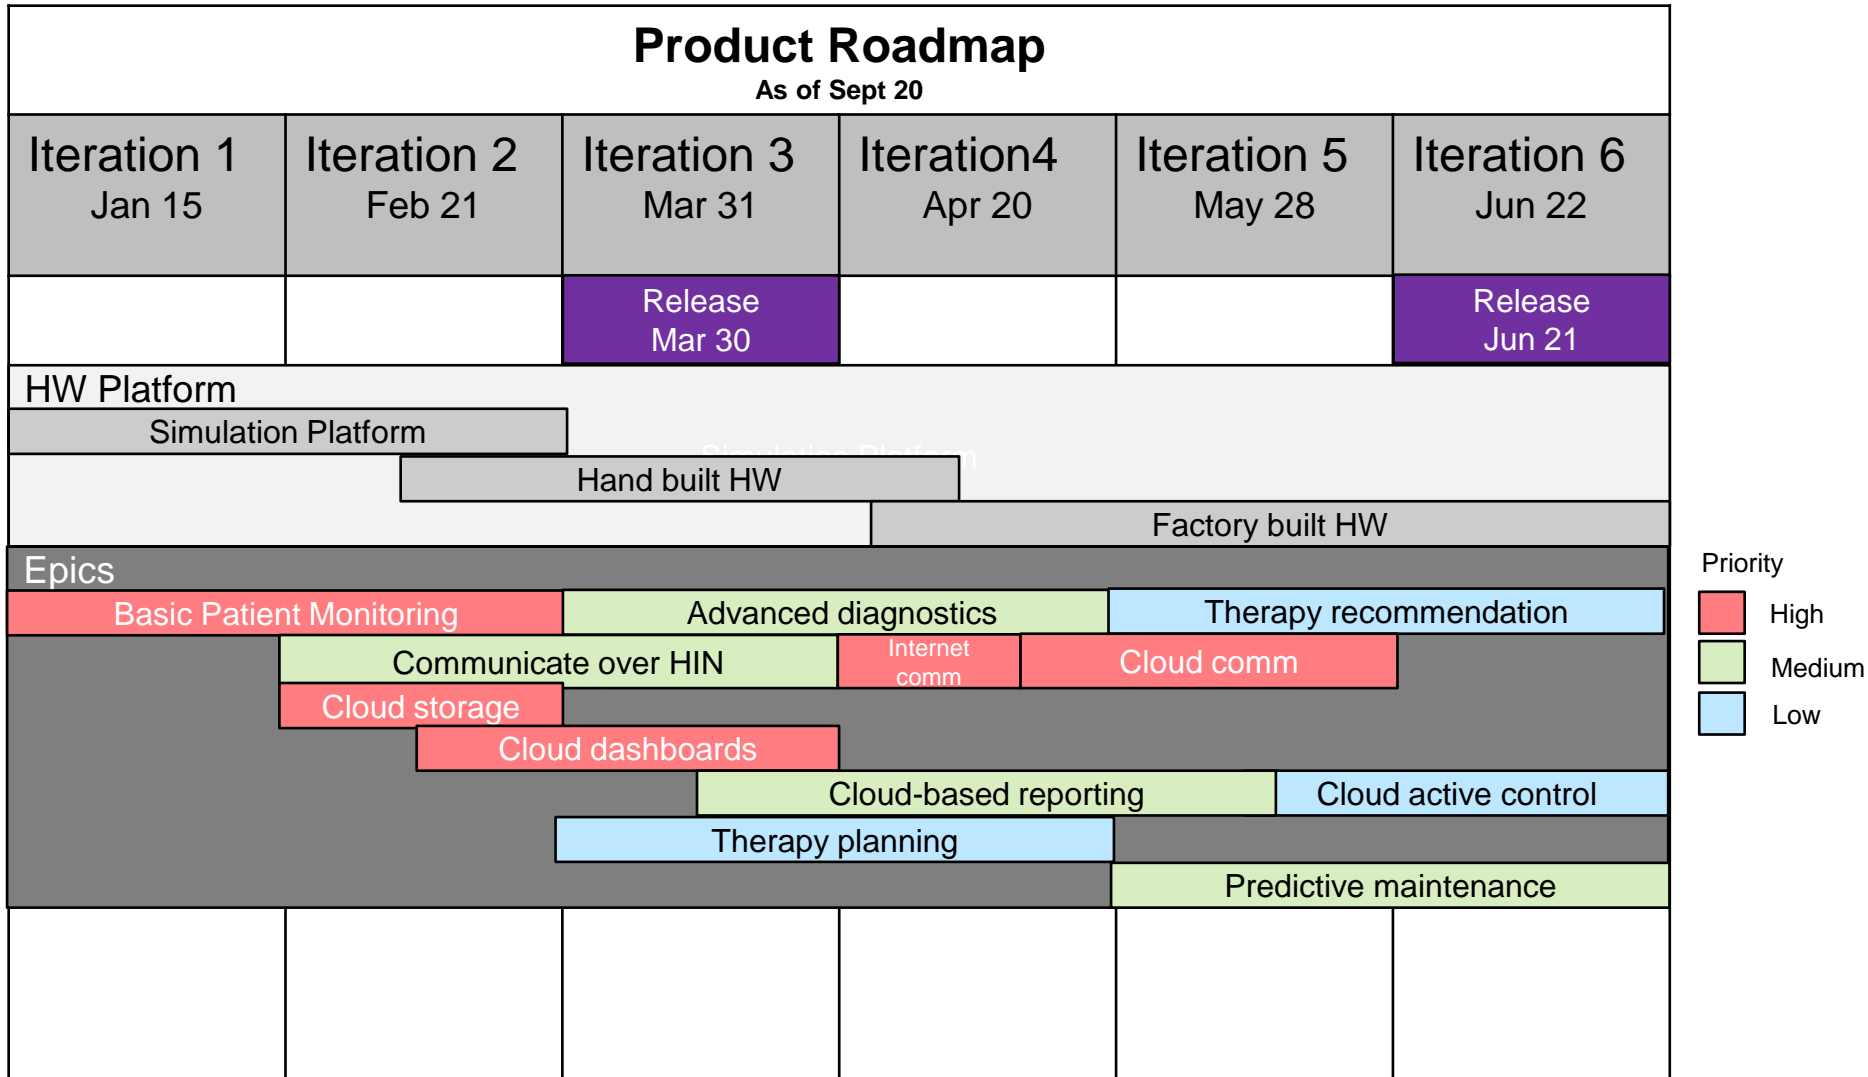 Product Roadmap
As of Sept 20
Iteration 1
Jan 15
Iteration 2
Feb 21
Iteration 3
Mar 31
Iteration4
Apr 20
Iteration 5
May 28
Iteration 6
Jun 22
Release
Mar 30
Release
Jun 21
HW Platform
Simulation Platform
Simulation Platform
Hand built HW
Factory built HW
Epics
Basic Patient Monitoring
Advanced diagnostics
Therapy recommendation
Communicate over HIN
Internet
comm
Cloud comm
Cloud storage
Cloud dashboards
Cloud-based reporting
Cloud active control
Therapy planning
Predictive maintenance
Priority
High
Medium
Low